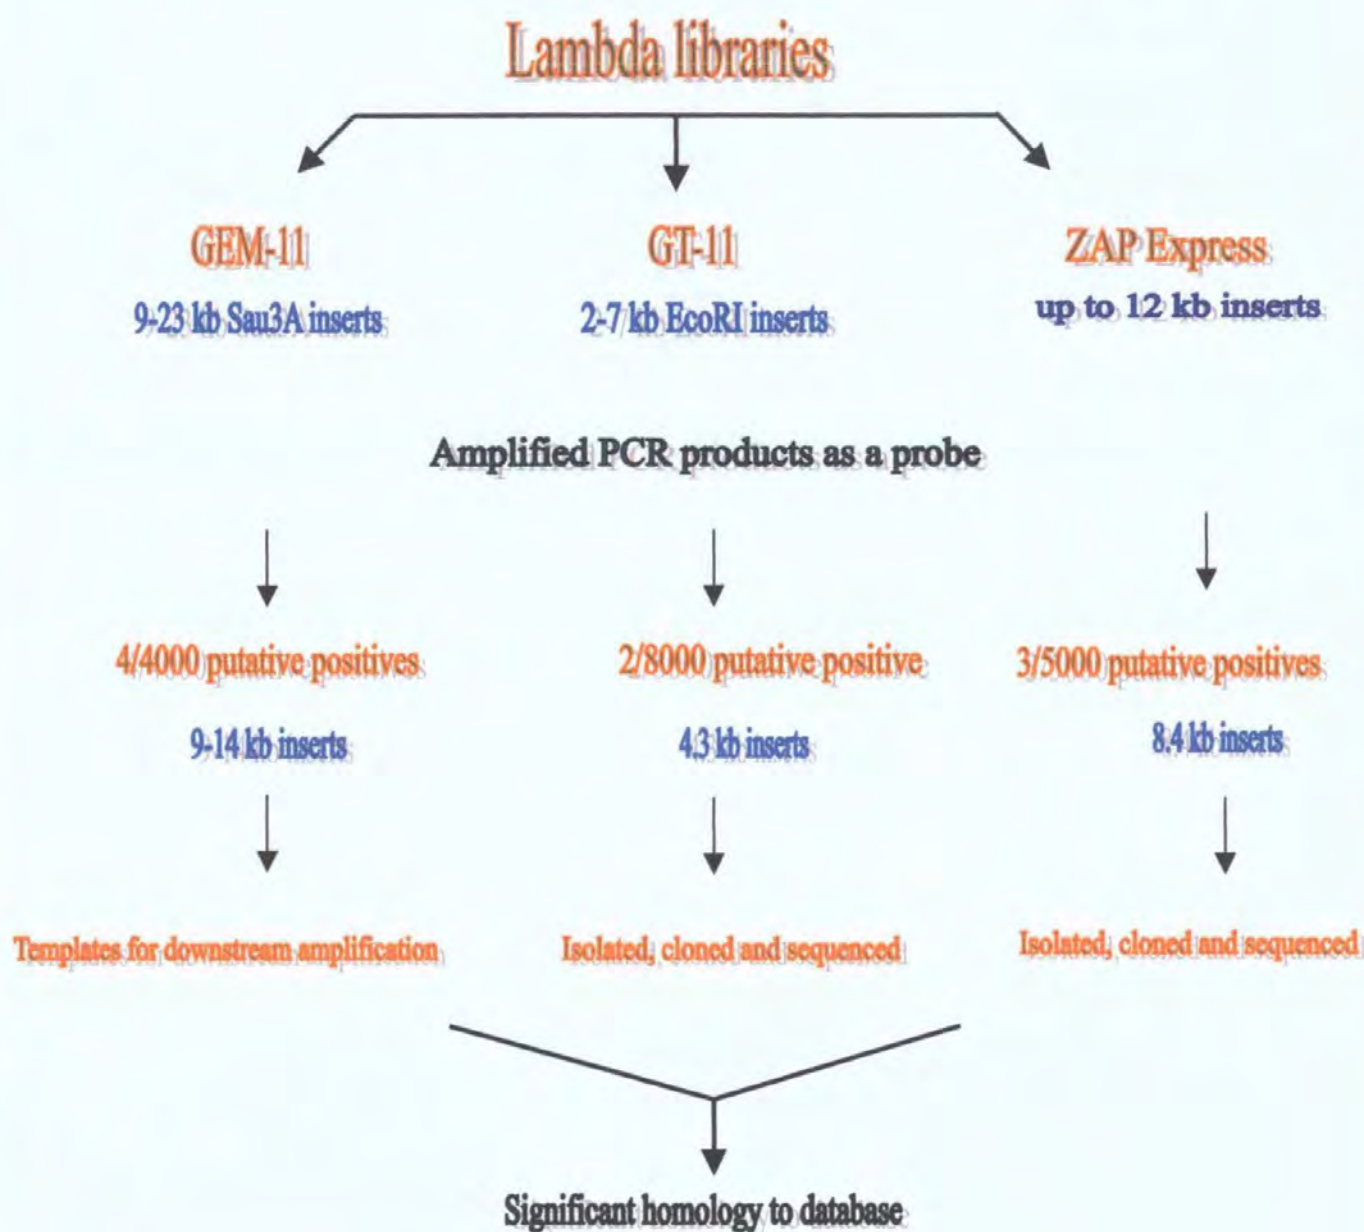 Lambda libraries
GEM-11
GT-11
ZAP Express
9-23 kb Sau3A inserts
2-7 kb EcoRI inserts
up to 12 kb inserts
Amplified PCR products as a probe
4/4000 putative positives
2/8000 putative positive
3/5000 putative positives
9-14 kb inserts
4.3 kb inserts
8.4 kb inserts
Templates for downstream amplification
Isolated, cloned and sequenced
Isolated, cloned and sequenced
Significant homology to database